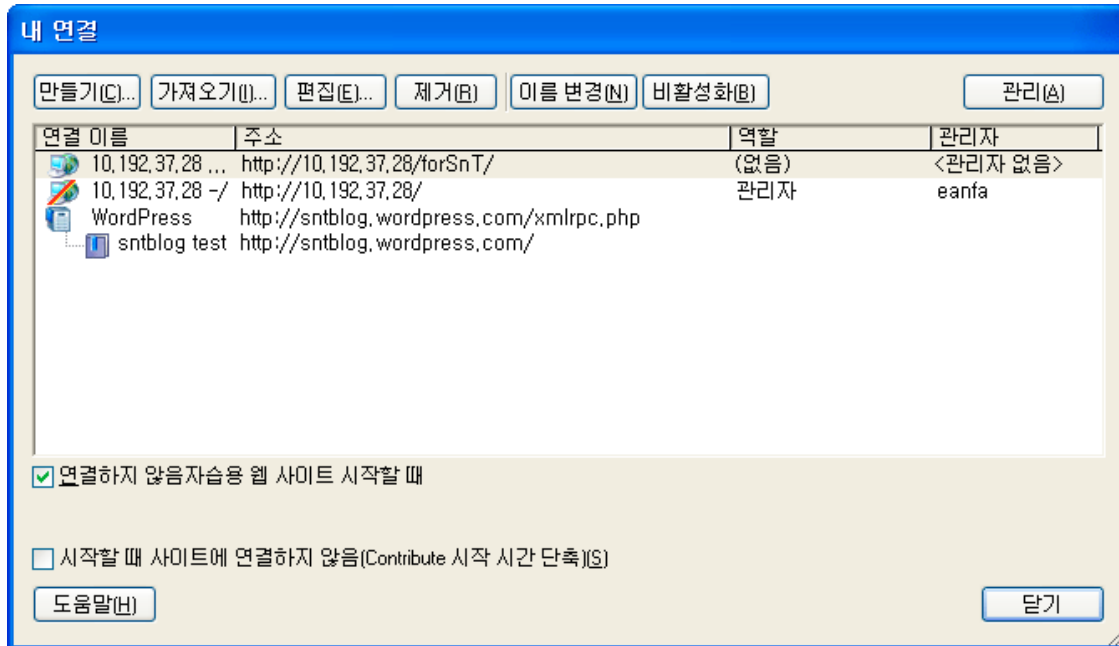 내 연결
만들기(C)... 가져오기(I)... 편집(E)... 제거(R) 이름 변경(N) 비활성화(B) 관리(A)
연결 이름 주소 역할 관리자
10.192.37.28 ... http://10.192.37.28/forSnT/ (없음) <관리자 없음>
10.192.37.28 -/ http://10.192.37.28/ 관리자 eanfa
WordPress http://sntblog.wordpress.com/xmlrpc.php
sntblog test http://sntblog.wordpress.com/
연결하지 않음자습용 웹 사이트 시작할 때
시작할 때 사이트에 연결하지 않음(Contribute 시작 시간 단축)(S)
도움말(H) 닫기